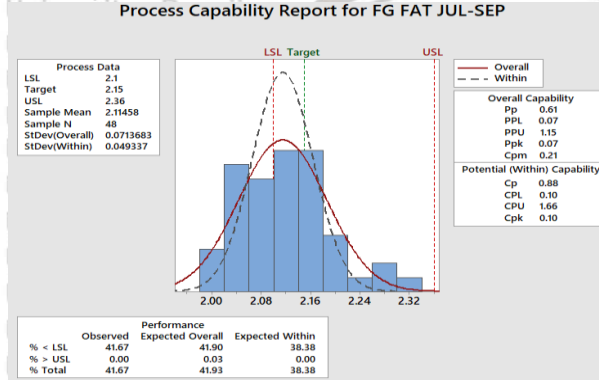 Process Capability Report for FG FAT JUL-SEP
LSL Target USL
Process Data
LSL 2.1
Target 2.15
USL 2.36
Sample Mean 2.11458
Sample N 48
StDev(Overall) 0.0713683
StDev(Within) 0.049337
Overall
Within
Overall Capability
Pp 0.61
PPL 0.07
PPU 1.15
Ppk 0.07
Cpm 0.21
Potential (Within) Capability
Cp 0.88
CPL 0.10
CPU 1.66
Cpk 0.10
2.00 2.08 2.16 2.24 2.32
Performance
Observed Expected Overall Expected Within
% < LSL 41.67 41.90 38.38
% > USL 0.00 0.03 0.00
% Total 41.67 41.93 38.38